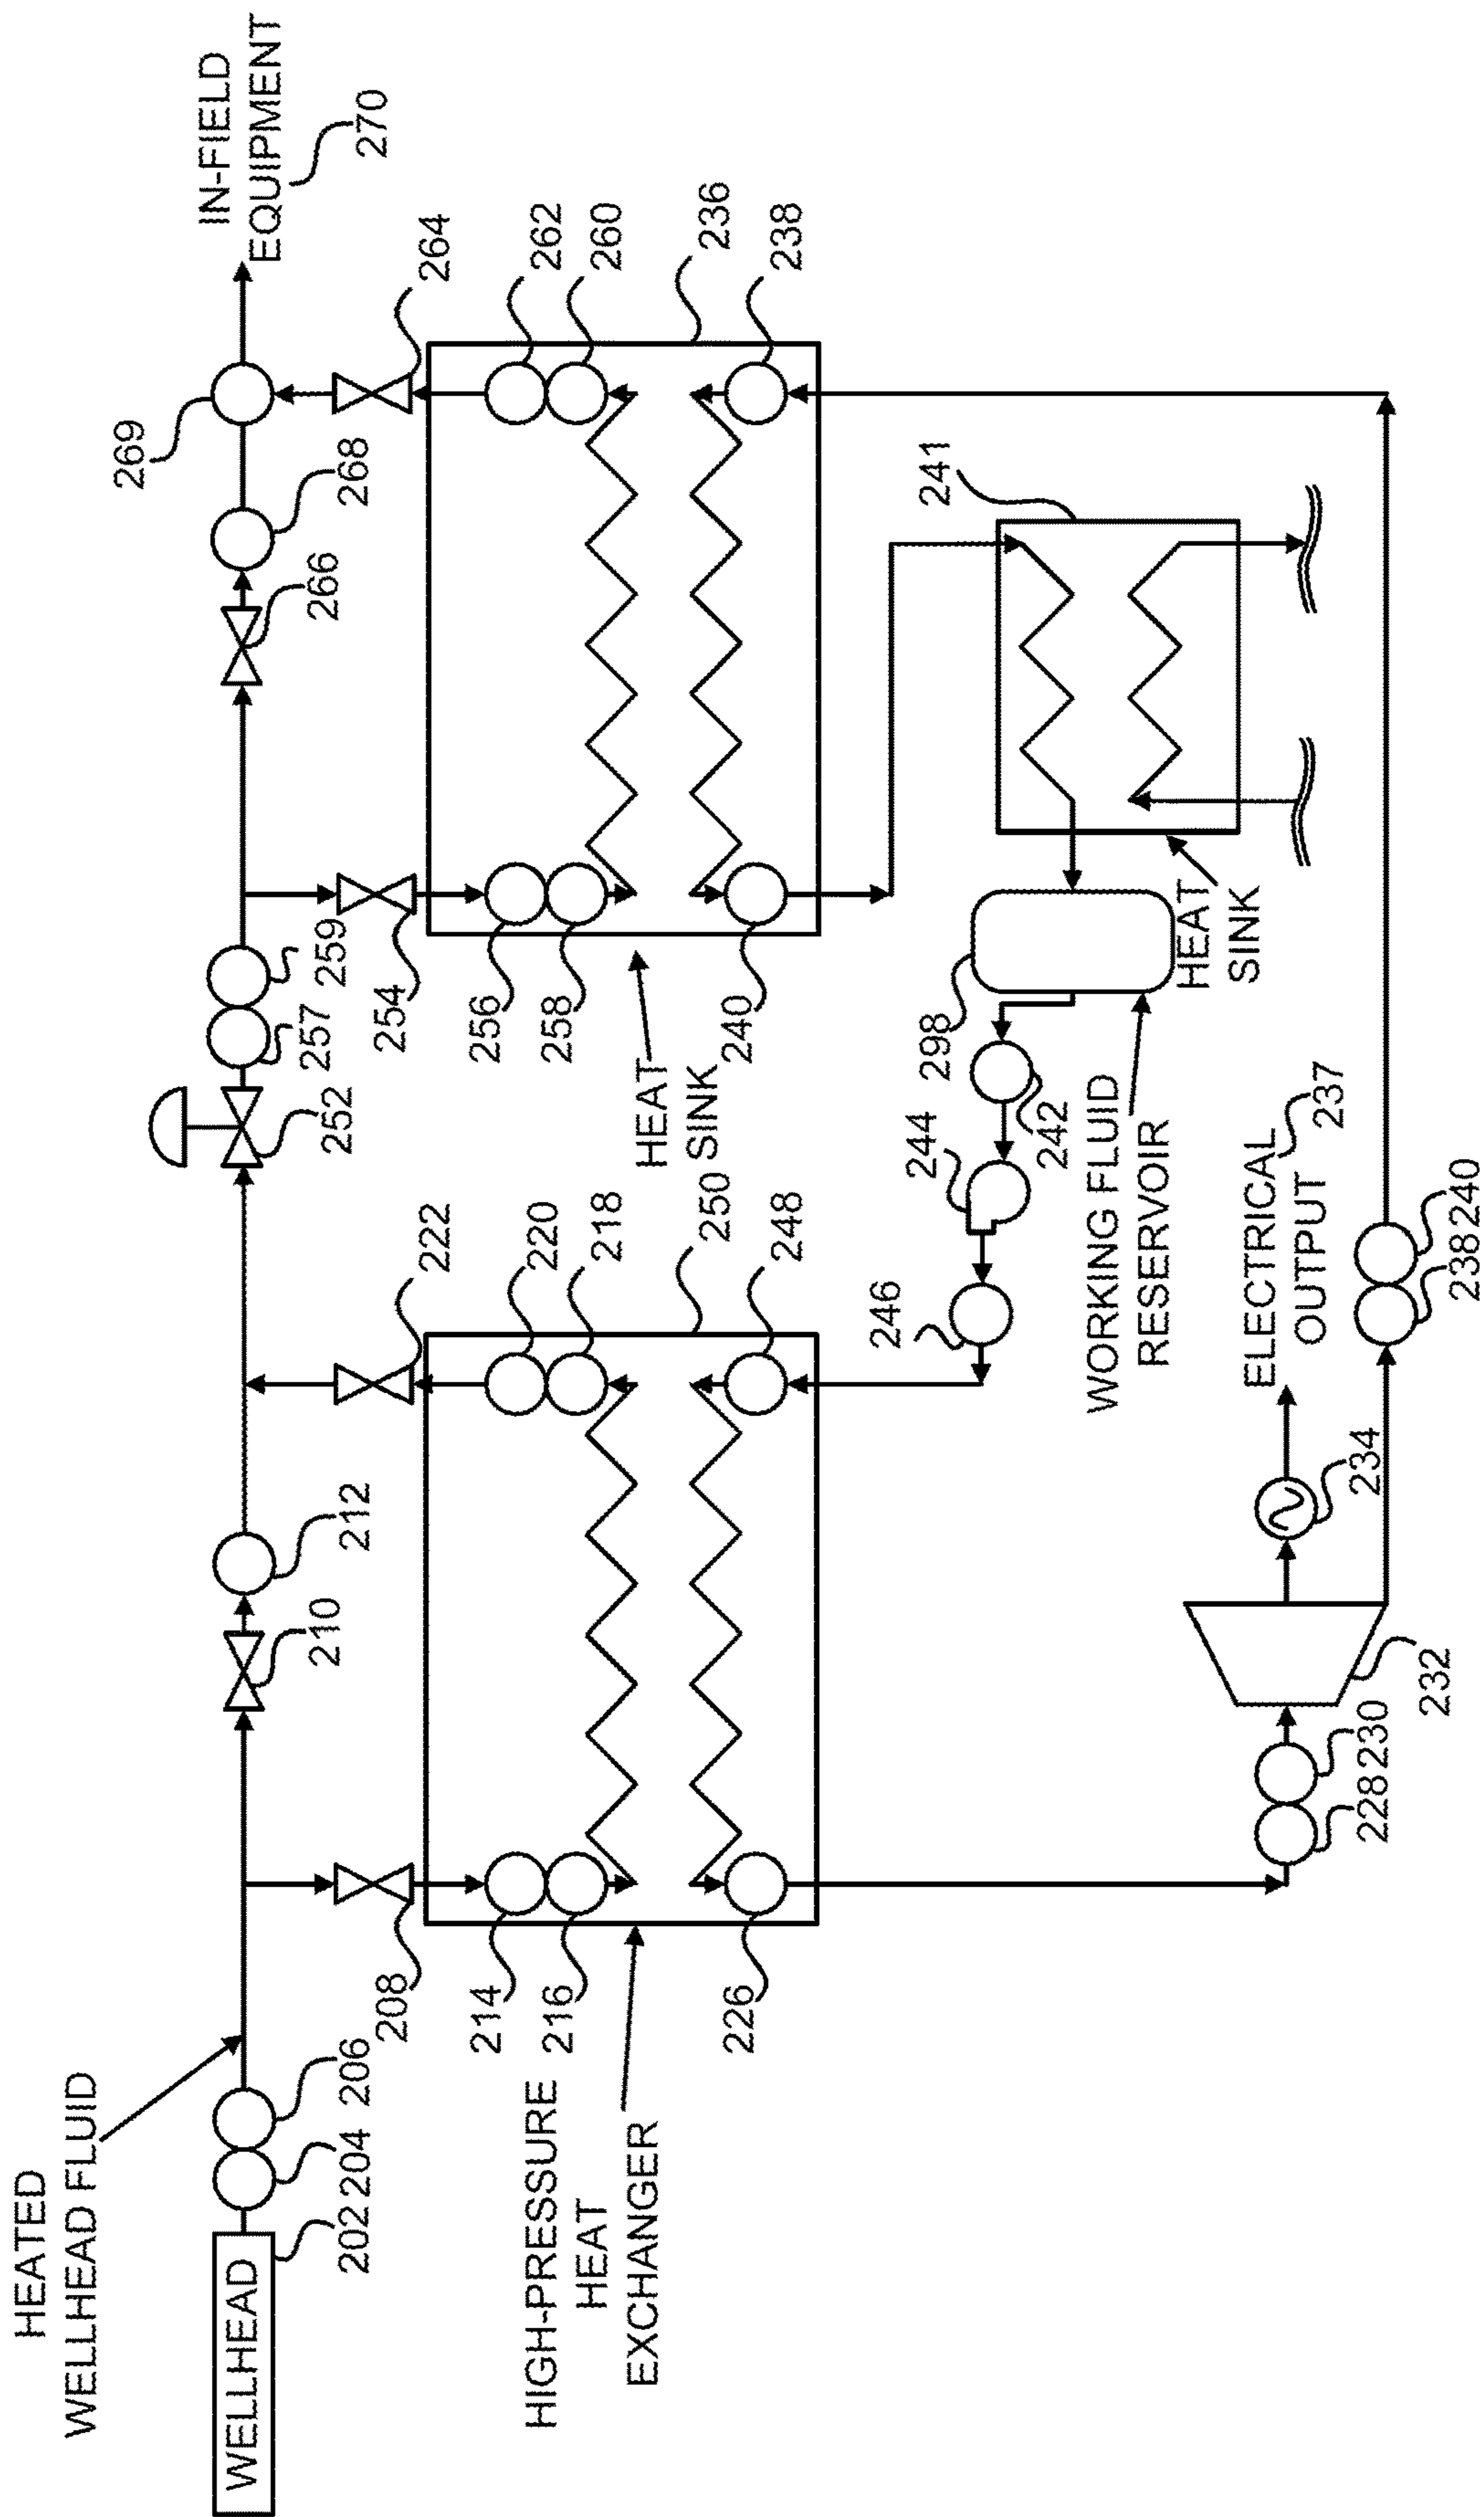 HEATED
WELLHEAD FLUID
WELLHEAD
202
204
206
208
210
212
222
252
257
259
254
266
268
269
264
IN-FIELD
EQUIPMENT
270
HIGH-PRESSURE
HEAT
EXCHANGER
214
216
226
220
218
250
248
HEAT
SINK
256
258
240
262
260
236
238
246
244
242
298
WORKING FLUID
RESERVOIR
HEAT
SINK
241
228
230
232
234
ELECTRICAL
OUTPUT
237
238
240